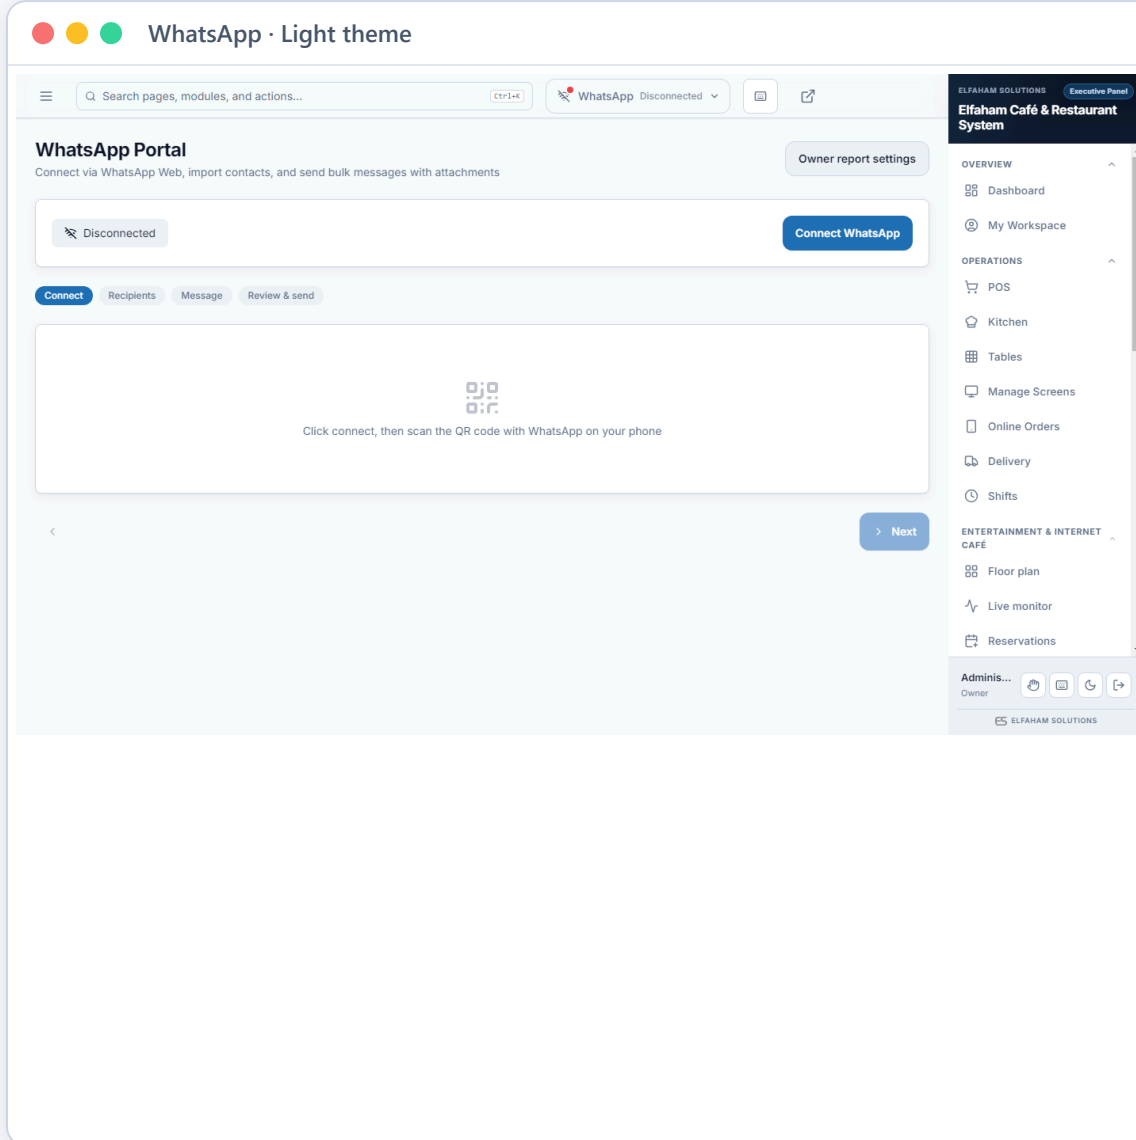 WhatsApp · Light theme
Search pages, modules, and actions...
Ctrl+K
WhatsApp Disconnected
WhatsApp Portal
Connect via WhatsApp Web, import contacts, and send bulk messages with attachments
Owner report settings
Disconnected
Connect WhatsApp
Connect
Recipients
Message
Review & send
Click connect, then scan the QR code with WhatsApp on your phone
Next
ELFAHAM SOLUTIONS
Executive Panel
Elfaham Café & Restaurant
System
OVERVIEW
Dashboard
My Workspace
OPERATIONS
POS
Kitchen
Tables
Manage Screens
Online Orders
Delivery
Shifts
ENTERTAINMENT & INTERNET
CAFÉ
Floor plan
Live monitor
Reservations
Adminis...
Owner
ES ELFAHAM SOLUTIONS